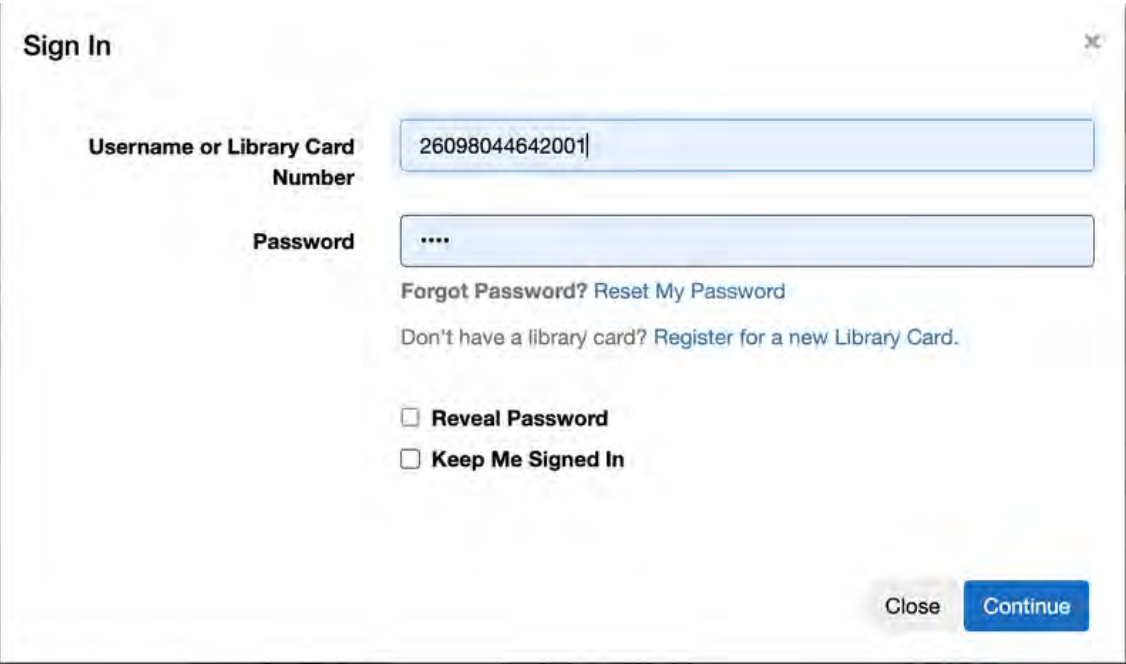 Sign In
×
Username or Library Card
Number
26098044642001
Password
••••
Forgot Password? Reset My Password
Don't have a library card? Register for a new Library Card.
Reveal Password
Keep Me Signed In
Close
Continue